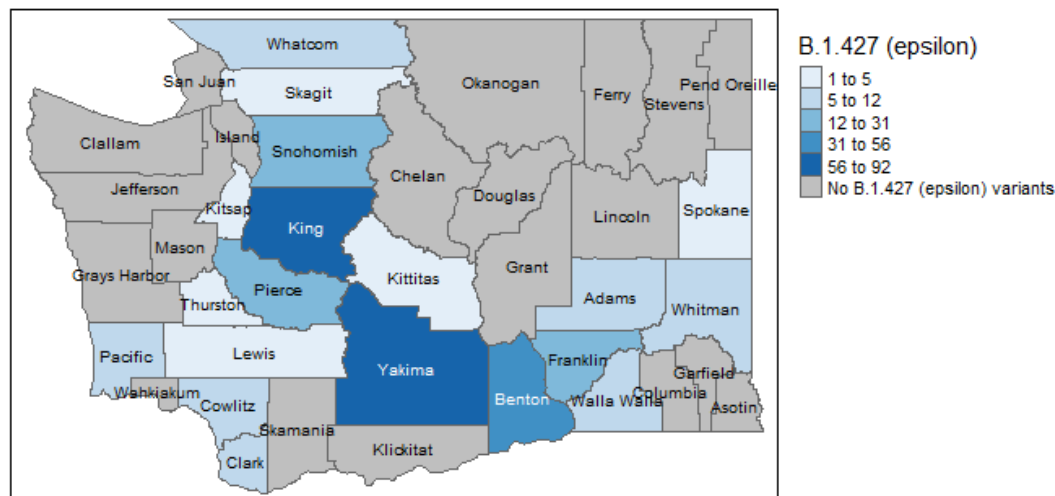 Whatcom
San Juan
Skagit
Okanogan
Ferry
Stevens
Pend Oreille
Clallam
Island
Snohomish
Chelan
Jefferson
Kitsap
Douglas
Lincoln
Spokane
King
Mason
Grays Harbor
Kittitas
Grant
Pierce
Thurston
Adams
Whitman
Pacific
Lewis
Yakima
Franklin
Garfield
Wahkiakum
Cowlitz
Benton
Walla Walla
Columbia
Asotin
Skamania
Klickitat
Clark
B.1.427 (epsilon)
1 to 5
5 to 12
12 to 31
31 to 56
56 to 92
No B.1.427 (epsilon) variants